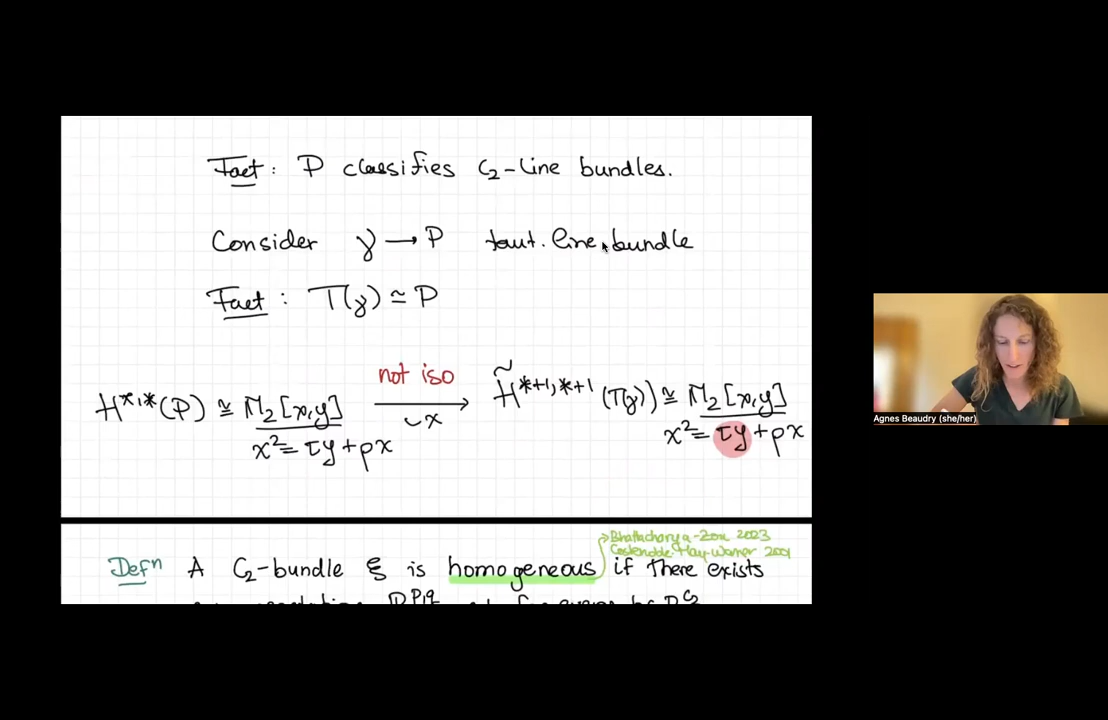 Fact : P classifies C₂-line bundles.
Consider γ → P taut. line bundle
Fact : T(γ) ≃ P
not iso
H^{*,*}(P) ≅ M₂[x,y] / x² = τy + ρx → ⌣x H̃^{*+1,*+1}(T(γ)) ≅ M₂[x,y] / x² = τy + ρx
Agnes Beaudry (she/her)
Bhattacharya-Zou 2023
Costenoble-May-Waner 2001
Defⁿ A C₂-bundle ξ is homogeneous if there exists